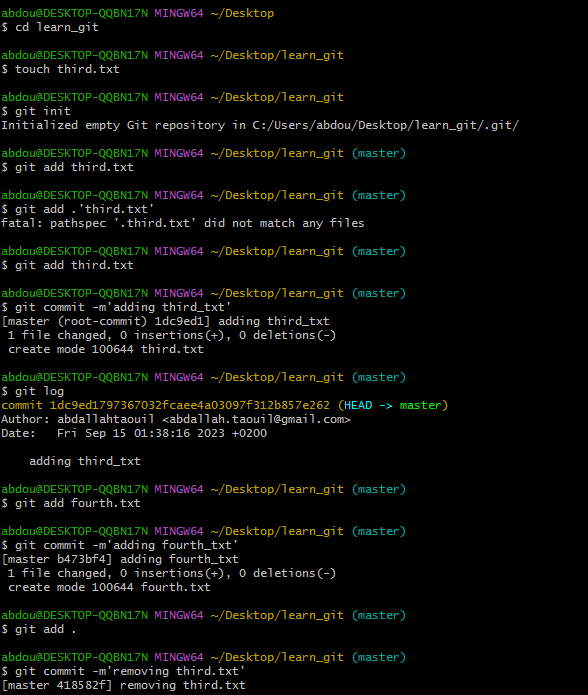 abdou@DESKTOP-QQBN17N MINGW64 ~/Desktop
$ cd learn_git
abdou@DESKTOP-QQBN17N MINGW64 ~/Desktop/learn_git
$ touch third.txt
abdou@DESKTOP-QQBN17N MINGW64 ~/Desktop/learn_git
$ git init
Initialized empty Git repository in C:/Users/abdou/Desktop/learn_git/.git/
abdou@DESKTOP-QQBN17N MINGW64 ~/Desktop/learn_git (master)
$ git add third.txt
abdou@DESKTOP-QQBN17N MINGW64 ~/Desktop/learn_git (master)
$ git add .'third.txt'
fatal: pathspec '.third.txt' did not match any files
abdou@DESKTOP-QQBN17N MINGW64 ~/Desktop/learn_git (master)
$ git add third.txt
abdou@DESKTOP-QQBN17N MINGW64 ~/Desktop/learn_git (master)
$ git commit -m'adding third_txt'
[master (root-commit) 1dc9ed1] adding third_txt
 1 file changed, 0 insertions(+), 0 deletions(-)
 create mode 100644 third.txt
abdou@DESKTOP-QQBN17N MINGW64 ~/Desktop/learn_git (master)
$ git log
commit 1dc9ed1797367032fcaee4a03097f312b857e262 (HEAD -> master)
Author: abdallahtaouil <abdallah.taouil@gmail.com>
Date:   Fri Sep 15 01:38:16 2023 +0200
    adding third_txt
abdou@DESKTOP-QQBN17N MINGW64 ~/Desktop/learn_git (master)
$ git add fourth.txt
abdou@DESKTOP-QQBN17N MINGW64 ~/Desktop/learn_git (master)
$ git commit -m'adding fourth_txt'
[master b473bf4] adding fourth_txt
 1 file changed, 0 insertions(+), 0 deletions(-)
 create mode 100644 fourth.txt
abdou@DESKTOP-QQBN17N MINGW64 ~/Desktop/learn_git (master)
$ git add .
abdou@DESKTOP-QQBN17N MINGW64 ~/Desktop/learn_git (master)
$ git commit -m'removing third.txt'
[master 418582f] removing third.txt